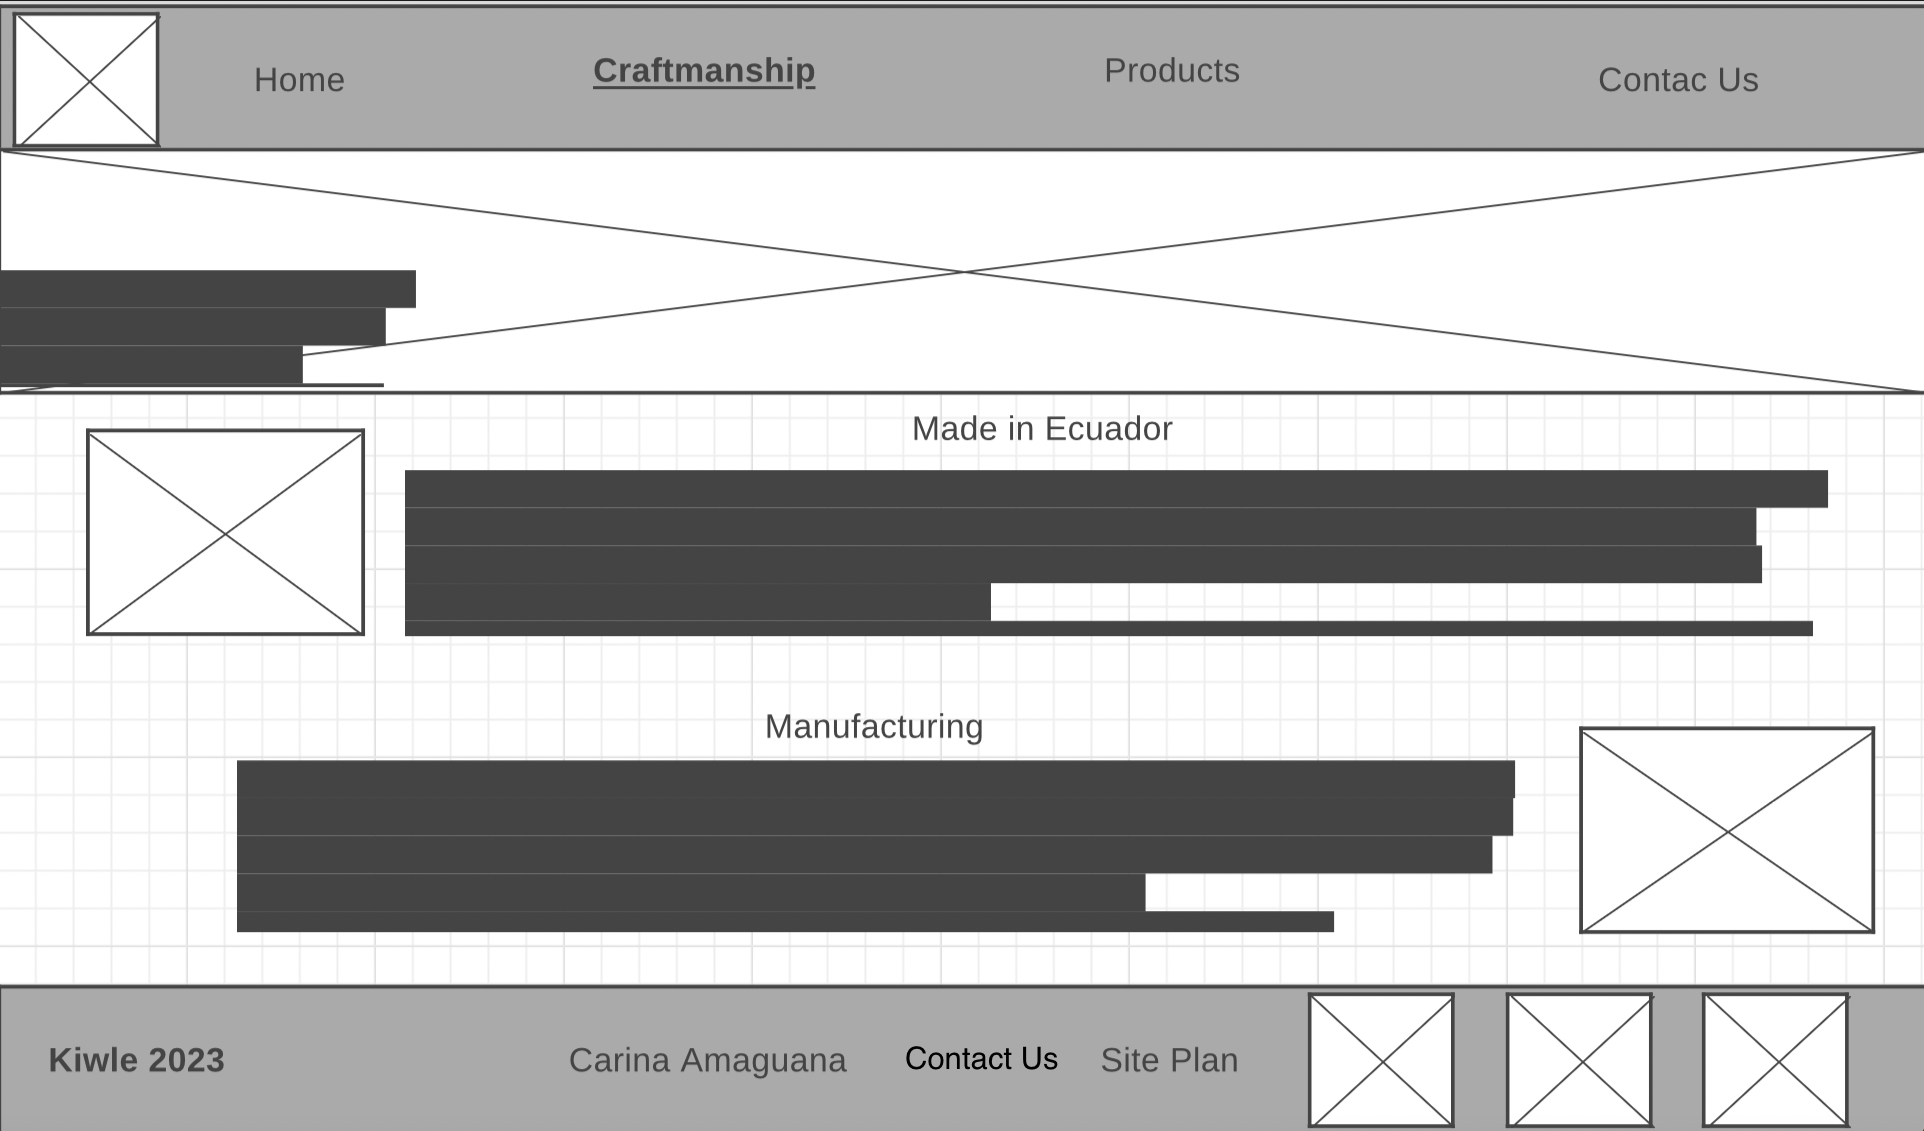 Home
Craftmanship
Products
Contac Us
Made in Ecuador
Manufacturing
Kiwle 2023
Carina Amaguana
Contact Us
Site Plan